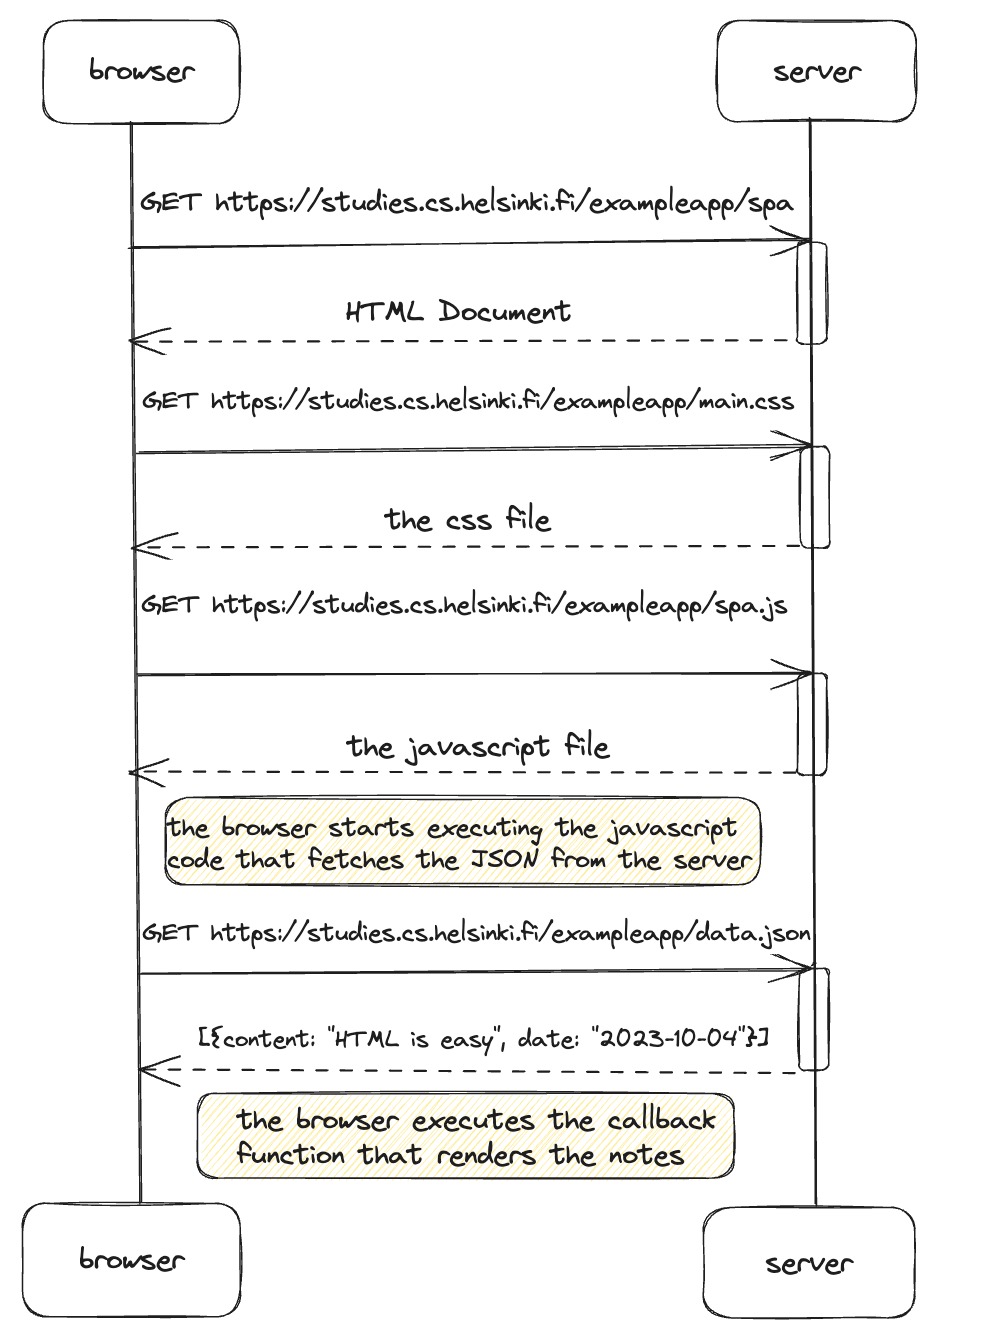 browser
server
GET https://studies.cs.helsinki.fi/exampleapp/spa
HTML Document
GET https://studies.cs.helsinki.fi/exampleapp/main.css
the css file
GET https://studies.cs.helsinki.fi/exampleapp/spa.js
the javascript file
the browser starts executing the javascript
code that fetches the JSON from the server
GET https://studies.cs.helsinki.fi/exampleapp/data.json
[{content: "HTML is easy", date: "2023-10-04"}]
the browser executes the callback
function that renders the notes
browser
server